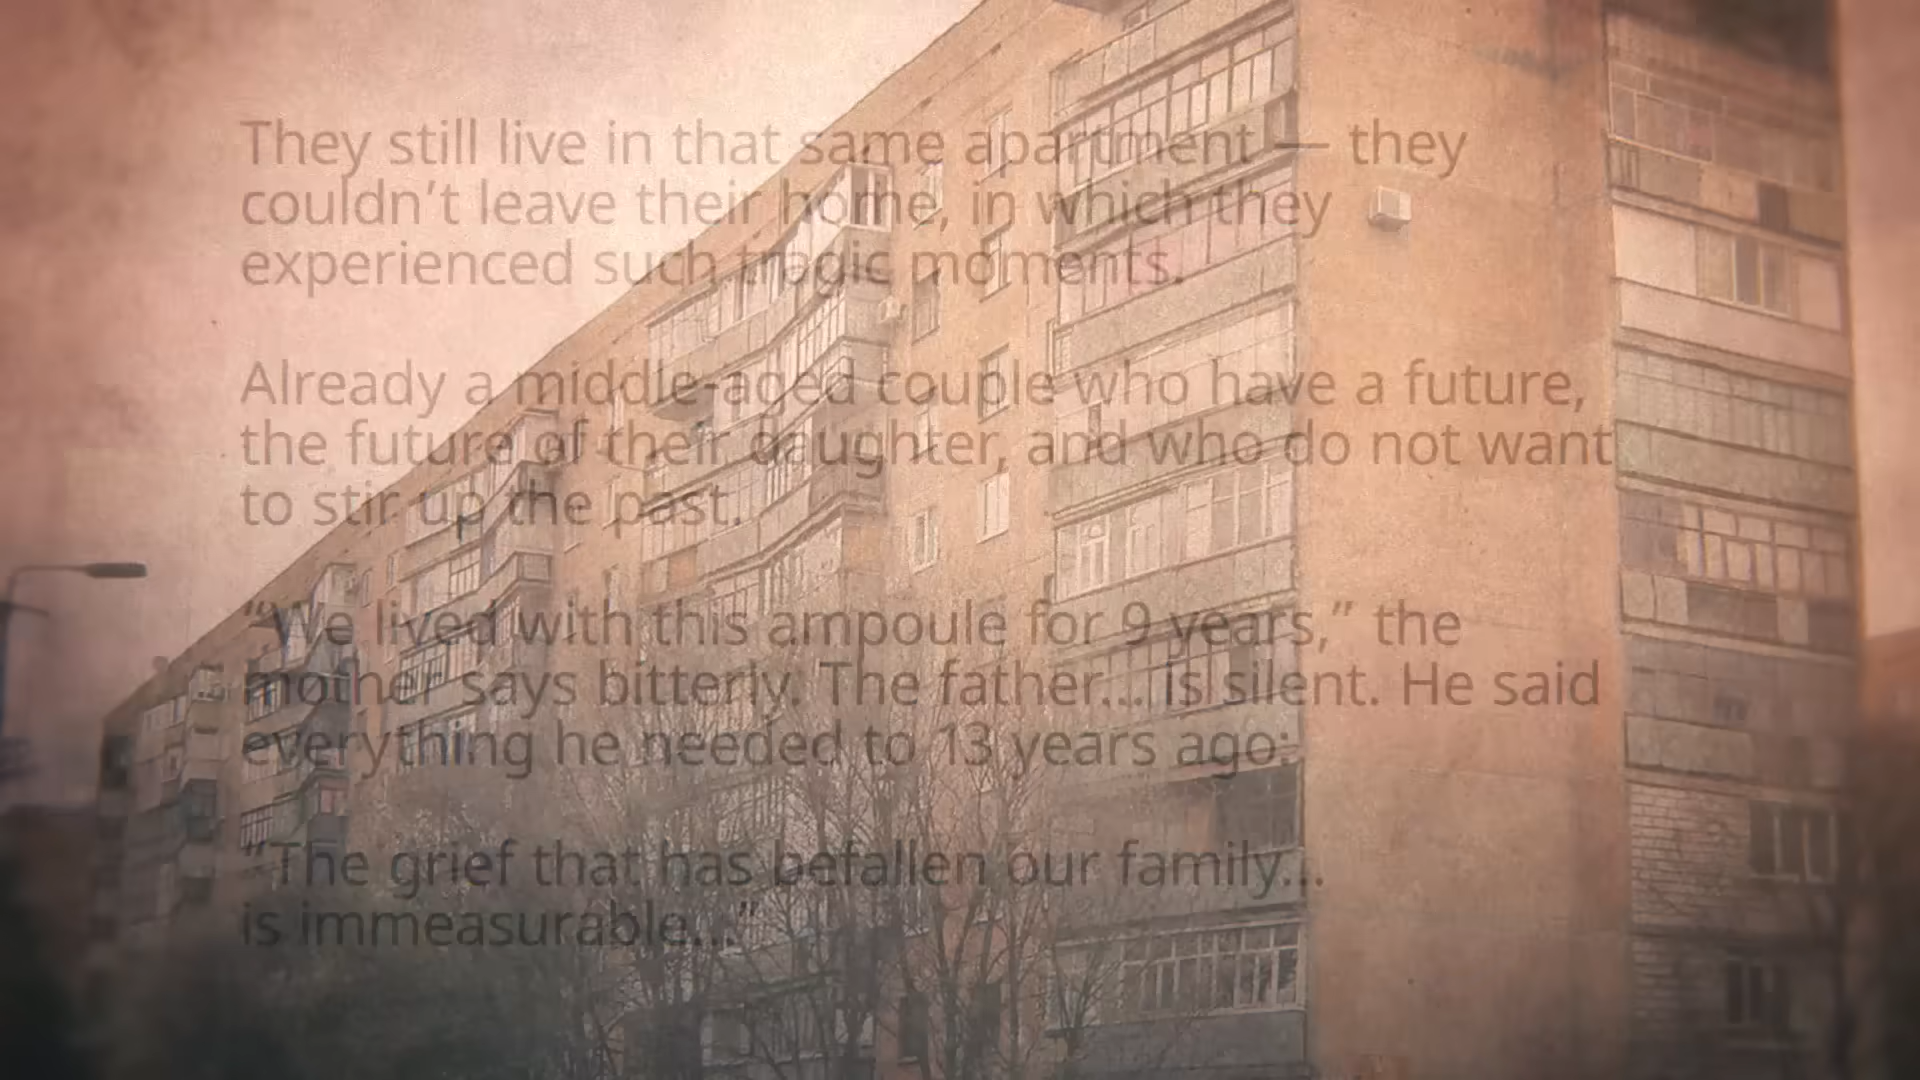 They still live in that same apartment — they
couldn’t leave their home, in which they
experienced such tragic moments.
Already a middle-aged couple who have a future,
the future of their daughter, and who do not want
to stir up the past.
“We lived with this ampoule for 9 years,” the
mother says bitterly. The father... is silent. He said
everything he needed to 13 years ago:
“The grief that has befallen our family...
is immeasurable...”